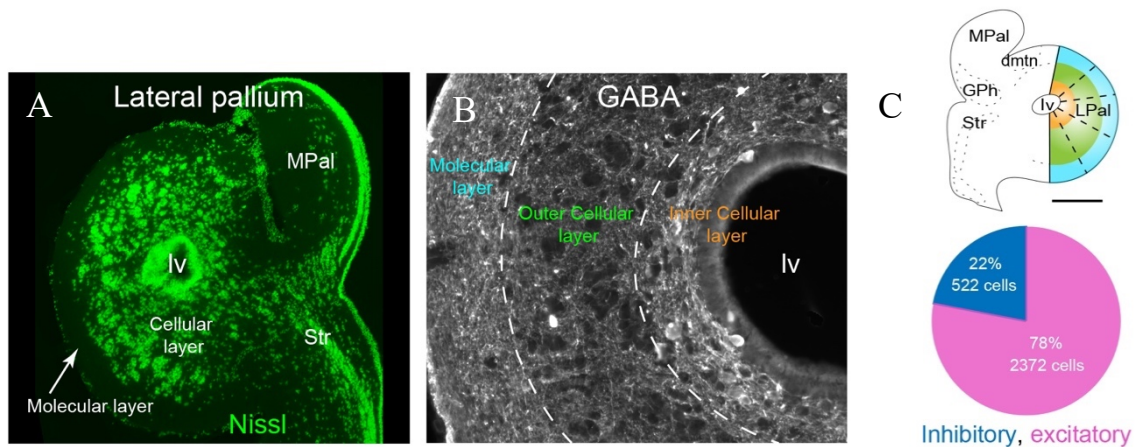 A
Lateral pallium
MPal
lv
Cellular
layer
Str
Molecular layer
Nissl
B
GABA
Molecular
layer
Outer Cellular
layer
Inner Cellular
layer
lv
C
MPal
dmtn
GPh
lv
LPal
Str
22%
522 cells
78%
2372 cells
Inhibitory, excitatory